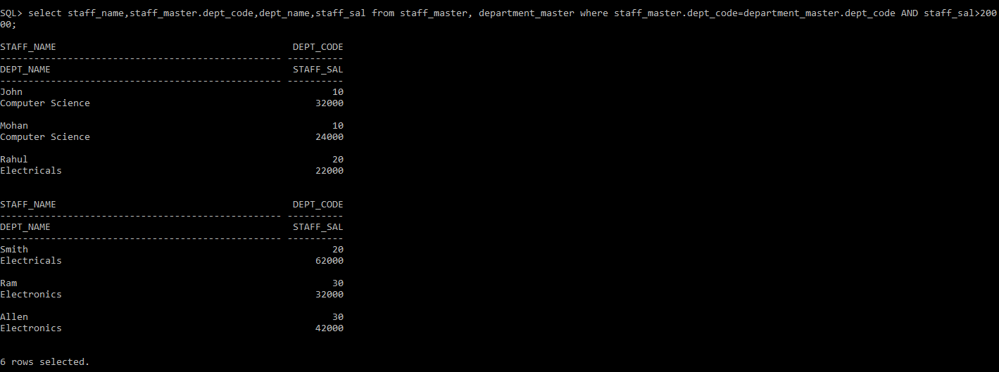 SQL> select staff_name,staff_master.dept_code,dept_name,staff_sal from staff_master, department_master where staff_master.dept_code=department_master.dept_code AND staff_sal>200
00;
STAFF_NAME                                          DEPT_CODE
-------------------------------------------------- ----------
DEPT_NAME                                           STAFF_SAL
-------------------------------------------------- ----------
John                                                       10
Computer Science                                        32000
Mohan                                                      10
Computer Science                                        24000
Rahul                                                      20
Electricals                                             22000
STAFF_NAME                                          DEPT_CODE
-------------------------------------------------- ----------
DEPT_NAME                                           STAFF_SAL
-------------------------------------------------- ----------
Smith                                                      20
Electricals                                             62000
Ram                                                        30
Electronics                                             32000
Allen                                                      30
Electronics                                             42000
6 rows selected.